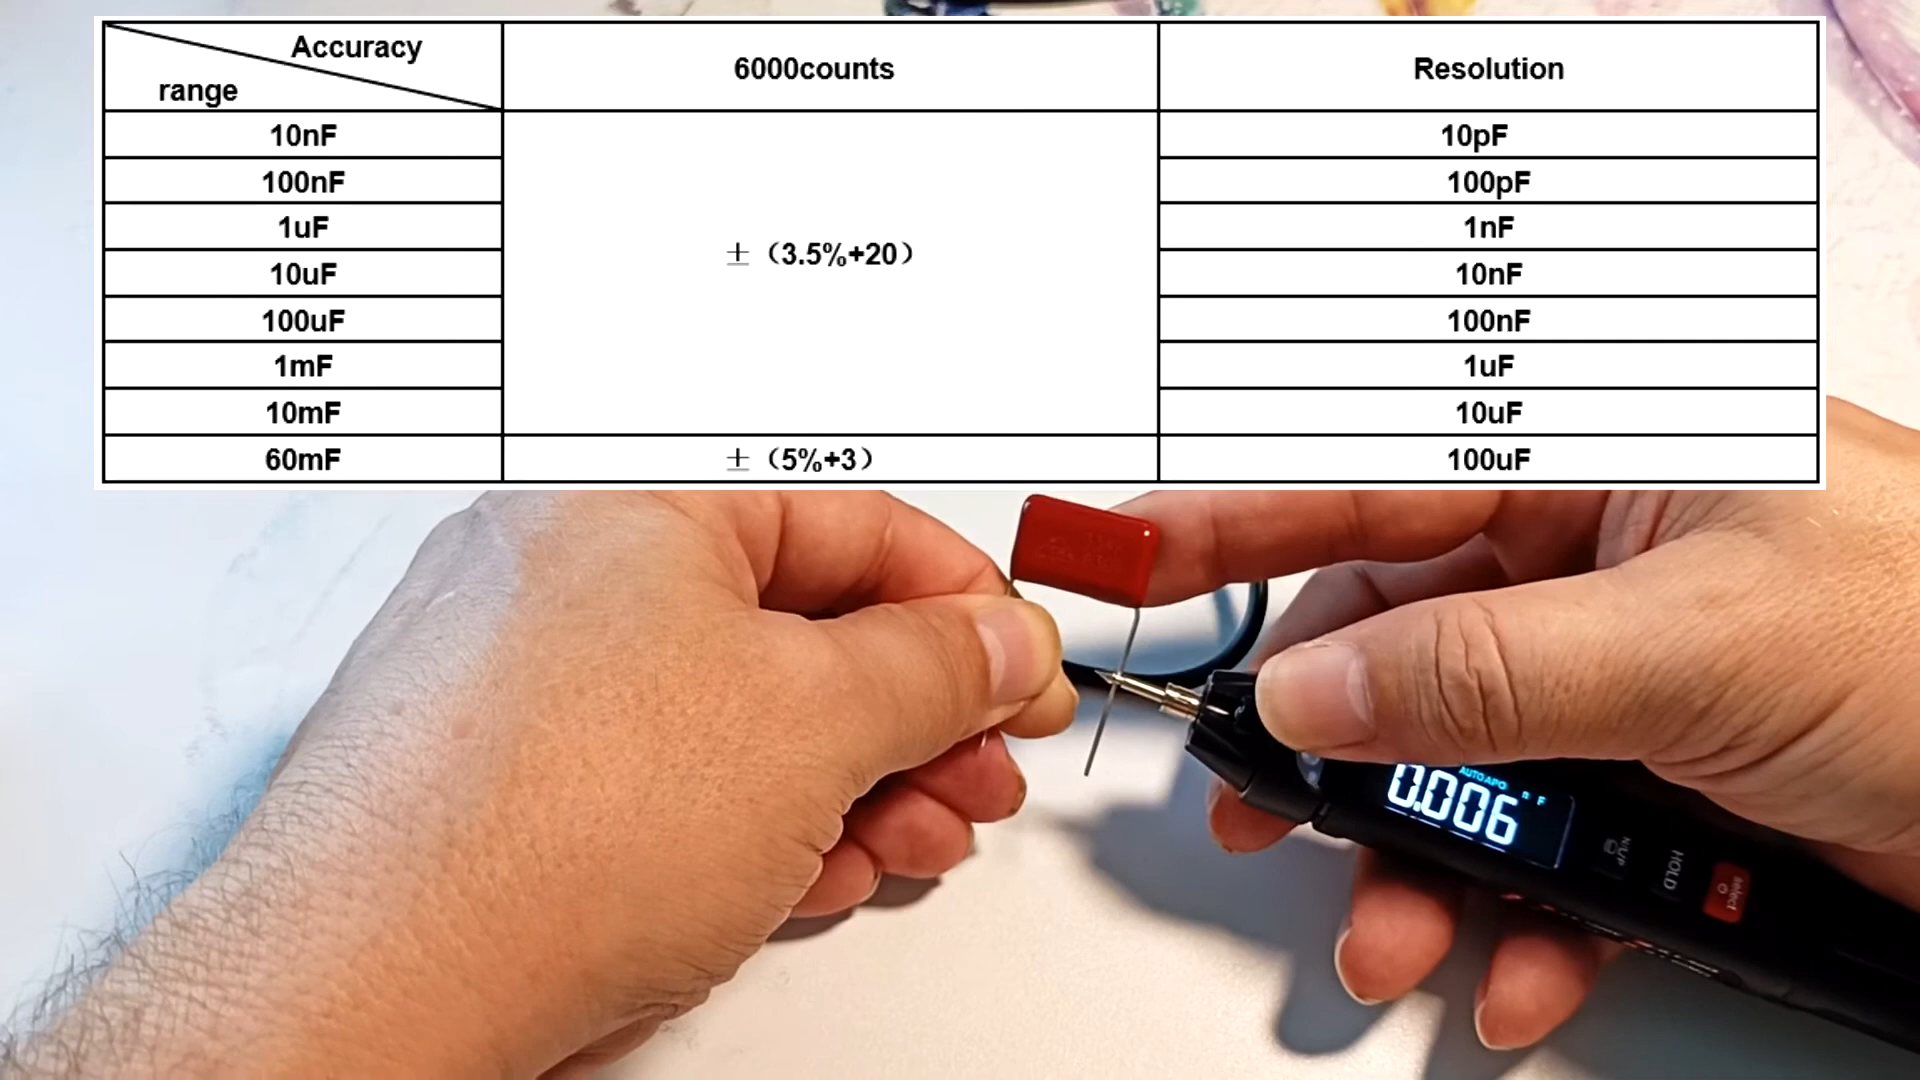 Accuracy
range
6000counts
Resolution
10nF
10pF
100nF
100pF
1uF
1nF
± （3.5%+20）
10uF
10nF
100uF
100nF
1mF
1uF
10mF
10uF
60mF
± （5%+3）
100uF
AUTO APO
n F
0.006
HOLD
select